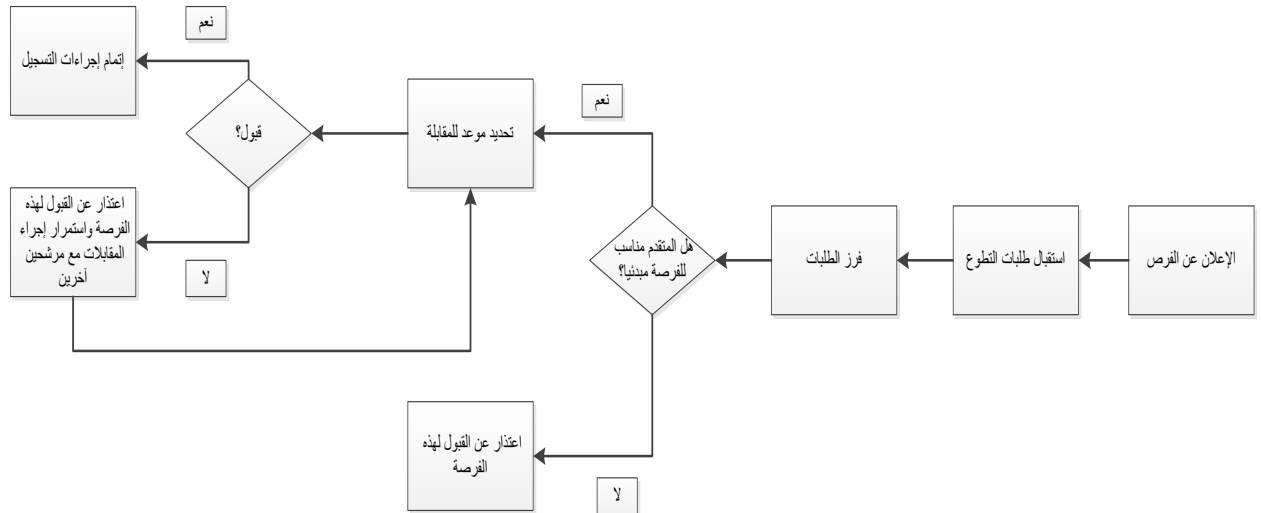 الإعلان عن الفرص
استقبال طلبات التطوع
فرز الطلبات
هل المتقدم مناسب
للفرصة مبدئيا؟
نعم
تحديد موعد للمقابلة
لا
اعتذار عن القبول لهذه
الفرصة
قبول؟
نعم
إتمام إجراءات التسجيل
لا
اعتذار عن القبول لهذه
الفرصة واستمرار إجراء
المقابلات مع مرشحين
آخرين